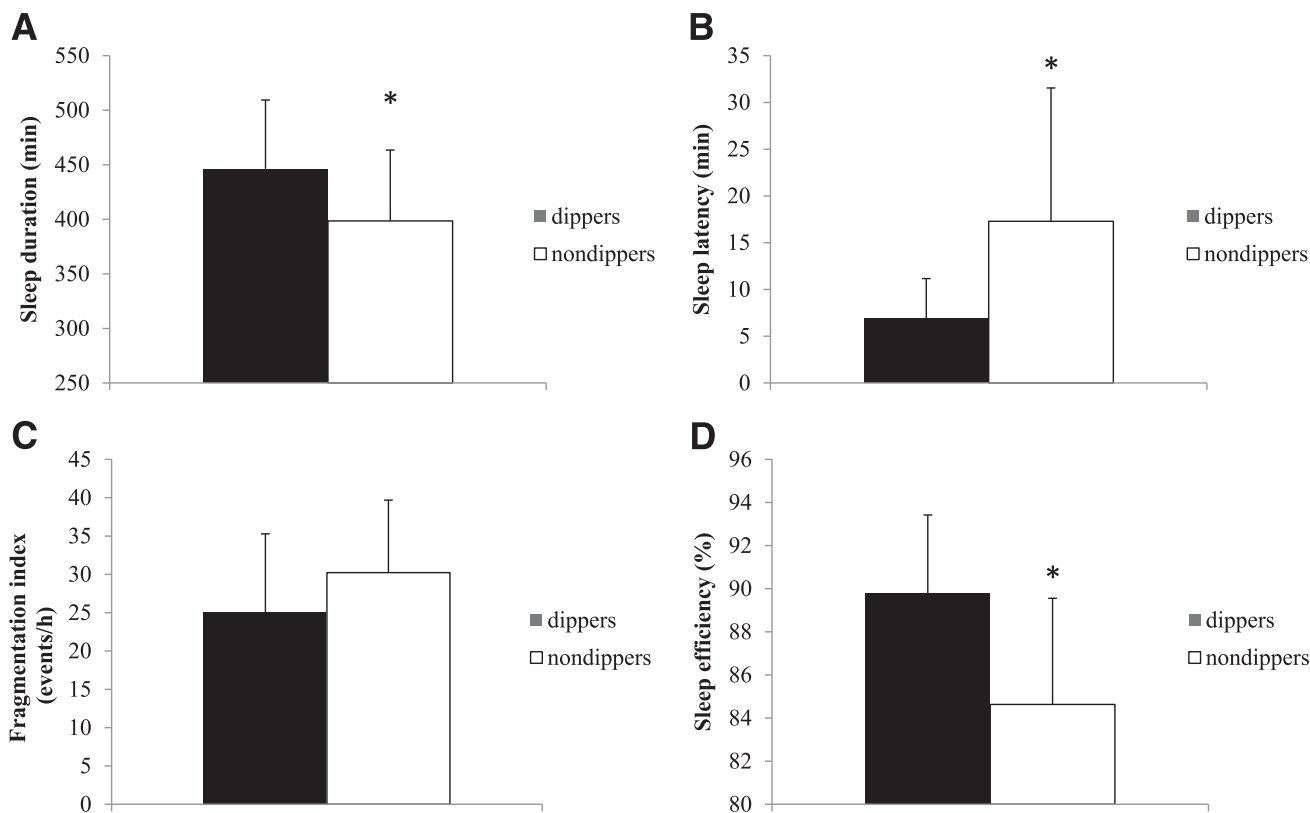 A
Sleep duration (min)
550
500
450
400
350
300
250
*
dippers
nondippers
B
Sleep latency (min)
35
30
25
20
15
10
5
0
*
dippers
nondippers
C
Fragmentation index
(events/h)
45
40
35
30
25
20
15
10
5
0
dippers
nondippers
D
Sleep efficiency (%)
96
94
92
90
88
86
84
82
80
*
dippers
nondippers